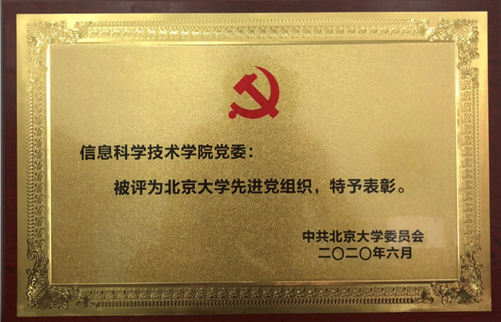 信息科学技术学院党委：
被评为北京大学先进党组织，特予表彰。
中共北京大学委员会
二〇二〇年六月